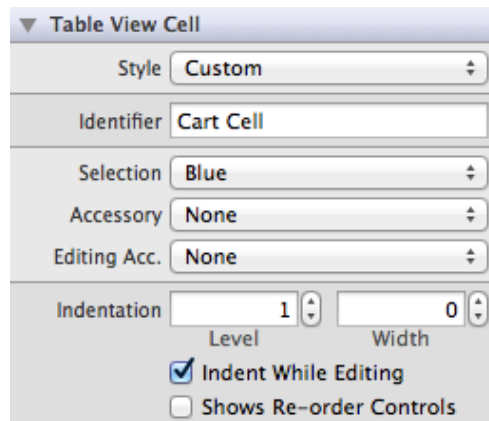 Table View Cell
Style Custom
Identifier Cart Cell
Selection Blue
Accessory None
Editing Acc. None
Indentation 1 0
Level Width
Indent While Editing
Shows Re-order Controls